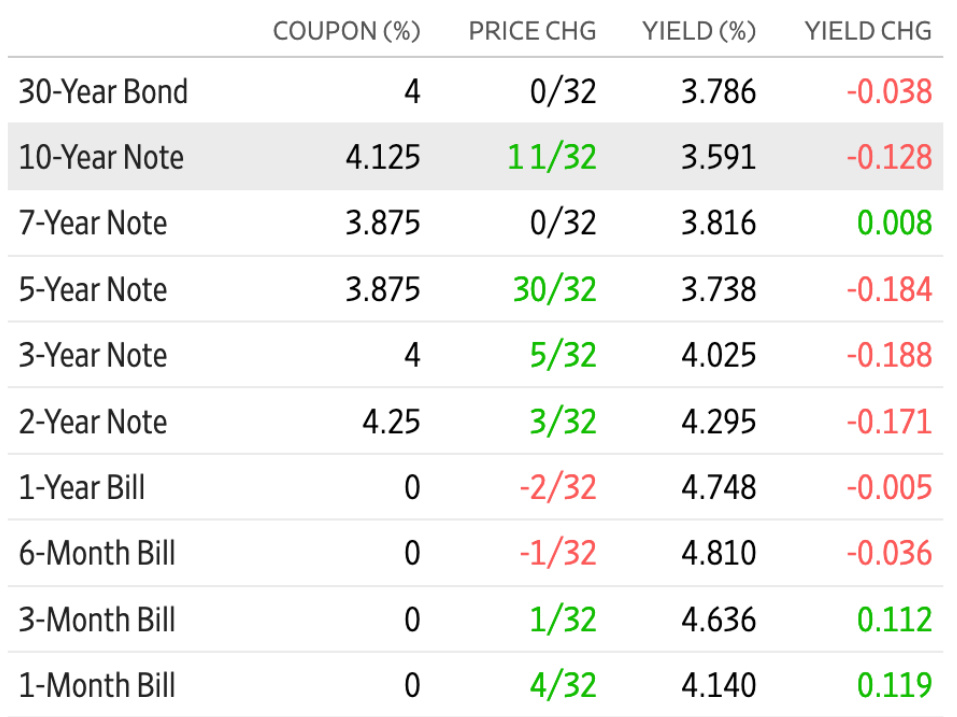 COUPON (%) PRICE CHG YIELD (%) YIELD CHG
30-Year Bond 4 0/32 3.786 -0.038
10-Year Note 4.125 1 1/32 3.591 -0.128
7-Year Note 3.875 0/32 3.816 0.008
5-Year Note 3.875 30/32 3.738 -0.184
3-Year Note 4 5/32 4.025 -0.188
2-Year Note 4.25 3/32 4.295 -0.171
1-Year Bill 0 -2/32 4.748 -0.005
6-Month Bill 0 -1/32 4.810 -0.036
3-Month Bill 0 1/32 4.636 0.112
1-Month Bill 0 4/32 4.140 0.119